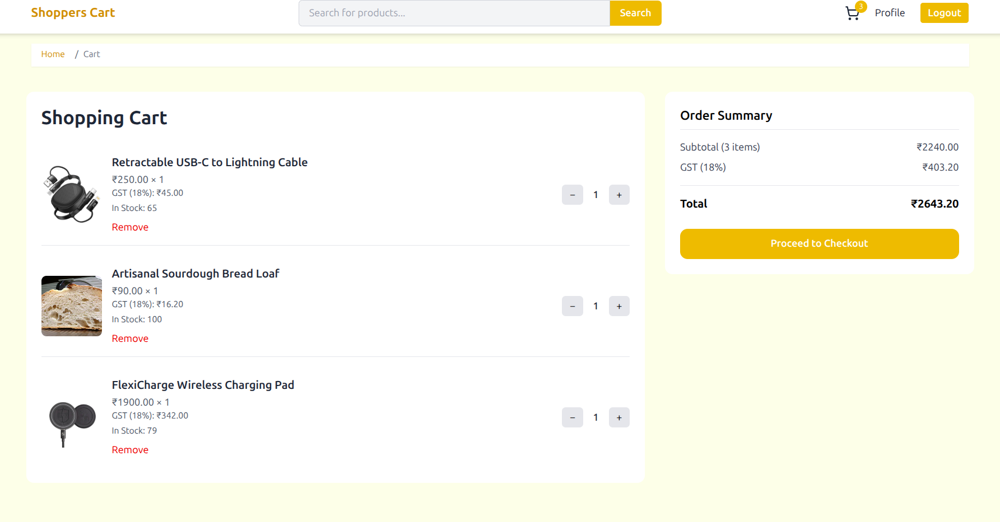 Shoppers Cart
Search for products...
Search
3
Profile
Logout
Home / Cart
Shopping Cart
Retractable USB-C to Lightning Cable
₹250.00 × 1
GST (18%): ₹45.00
In Stock: 65
Remove
− 1 +
Artisanal Sourdough Bread Loaf
₹90.00 × 1
GST (18%): ₹16.20
In Stock: 100
Remove
− 1 +
FlexiCharge Wireless Charging Pad
₹1900.00 × 1
GST (18%): ₹342.00
In Stock: 79
Remove
− 1 +
Order Summary
Subtotal (3 items) ₹2240.00
GST (18%) ₹403.20
Total ₹2643.20
Proceed to Checkout